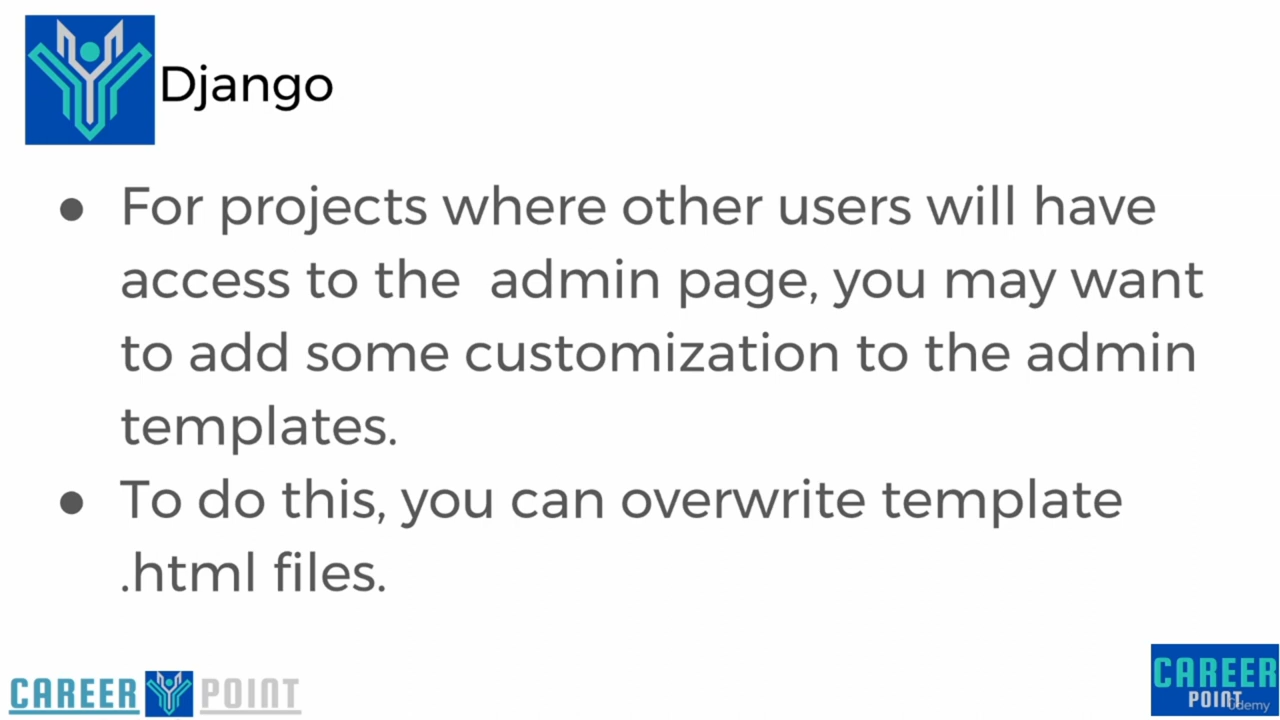 Django
● For projects where other users will have
access to the  admin page, you may want
to add some customization to the admin
templates.
● To do this, you can overwrite template
.html files.
CAREER POINT
CAREER
POINT
ûdemy